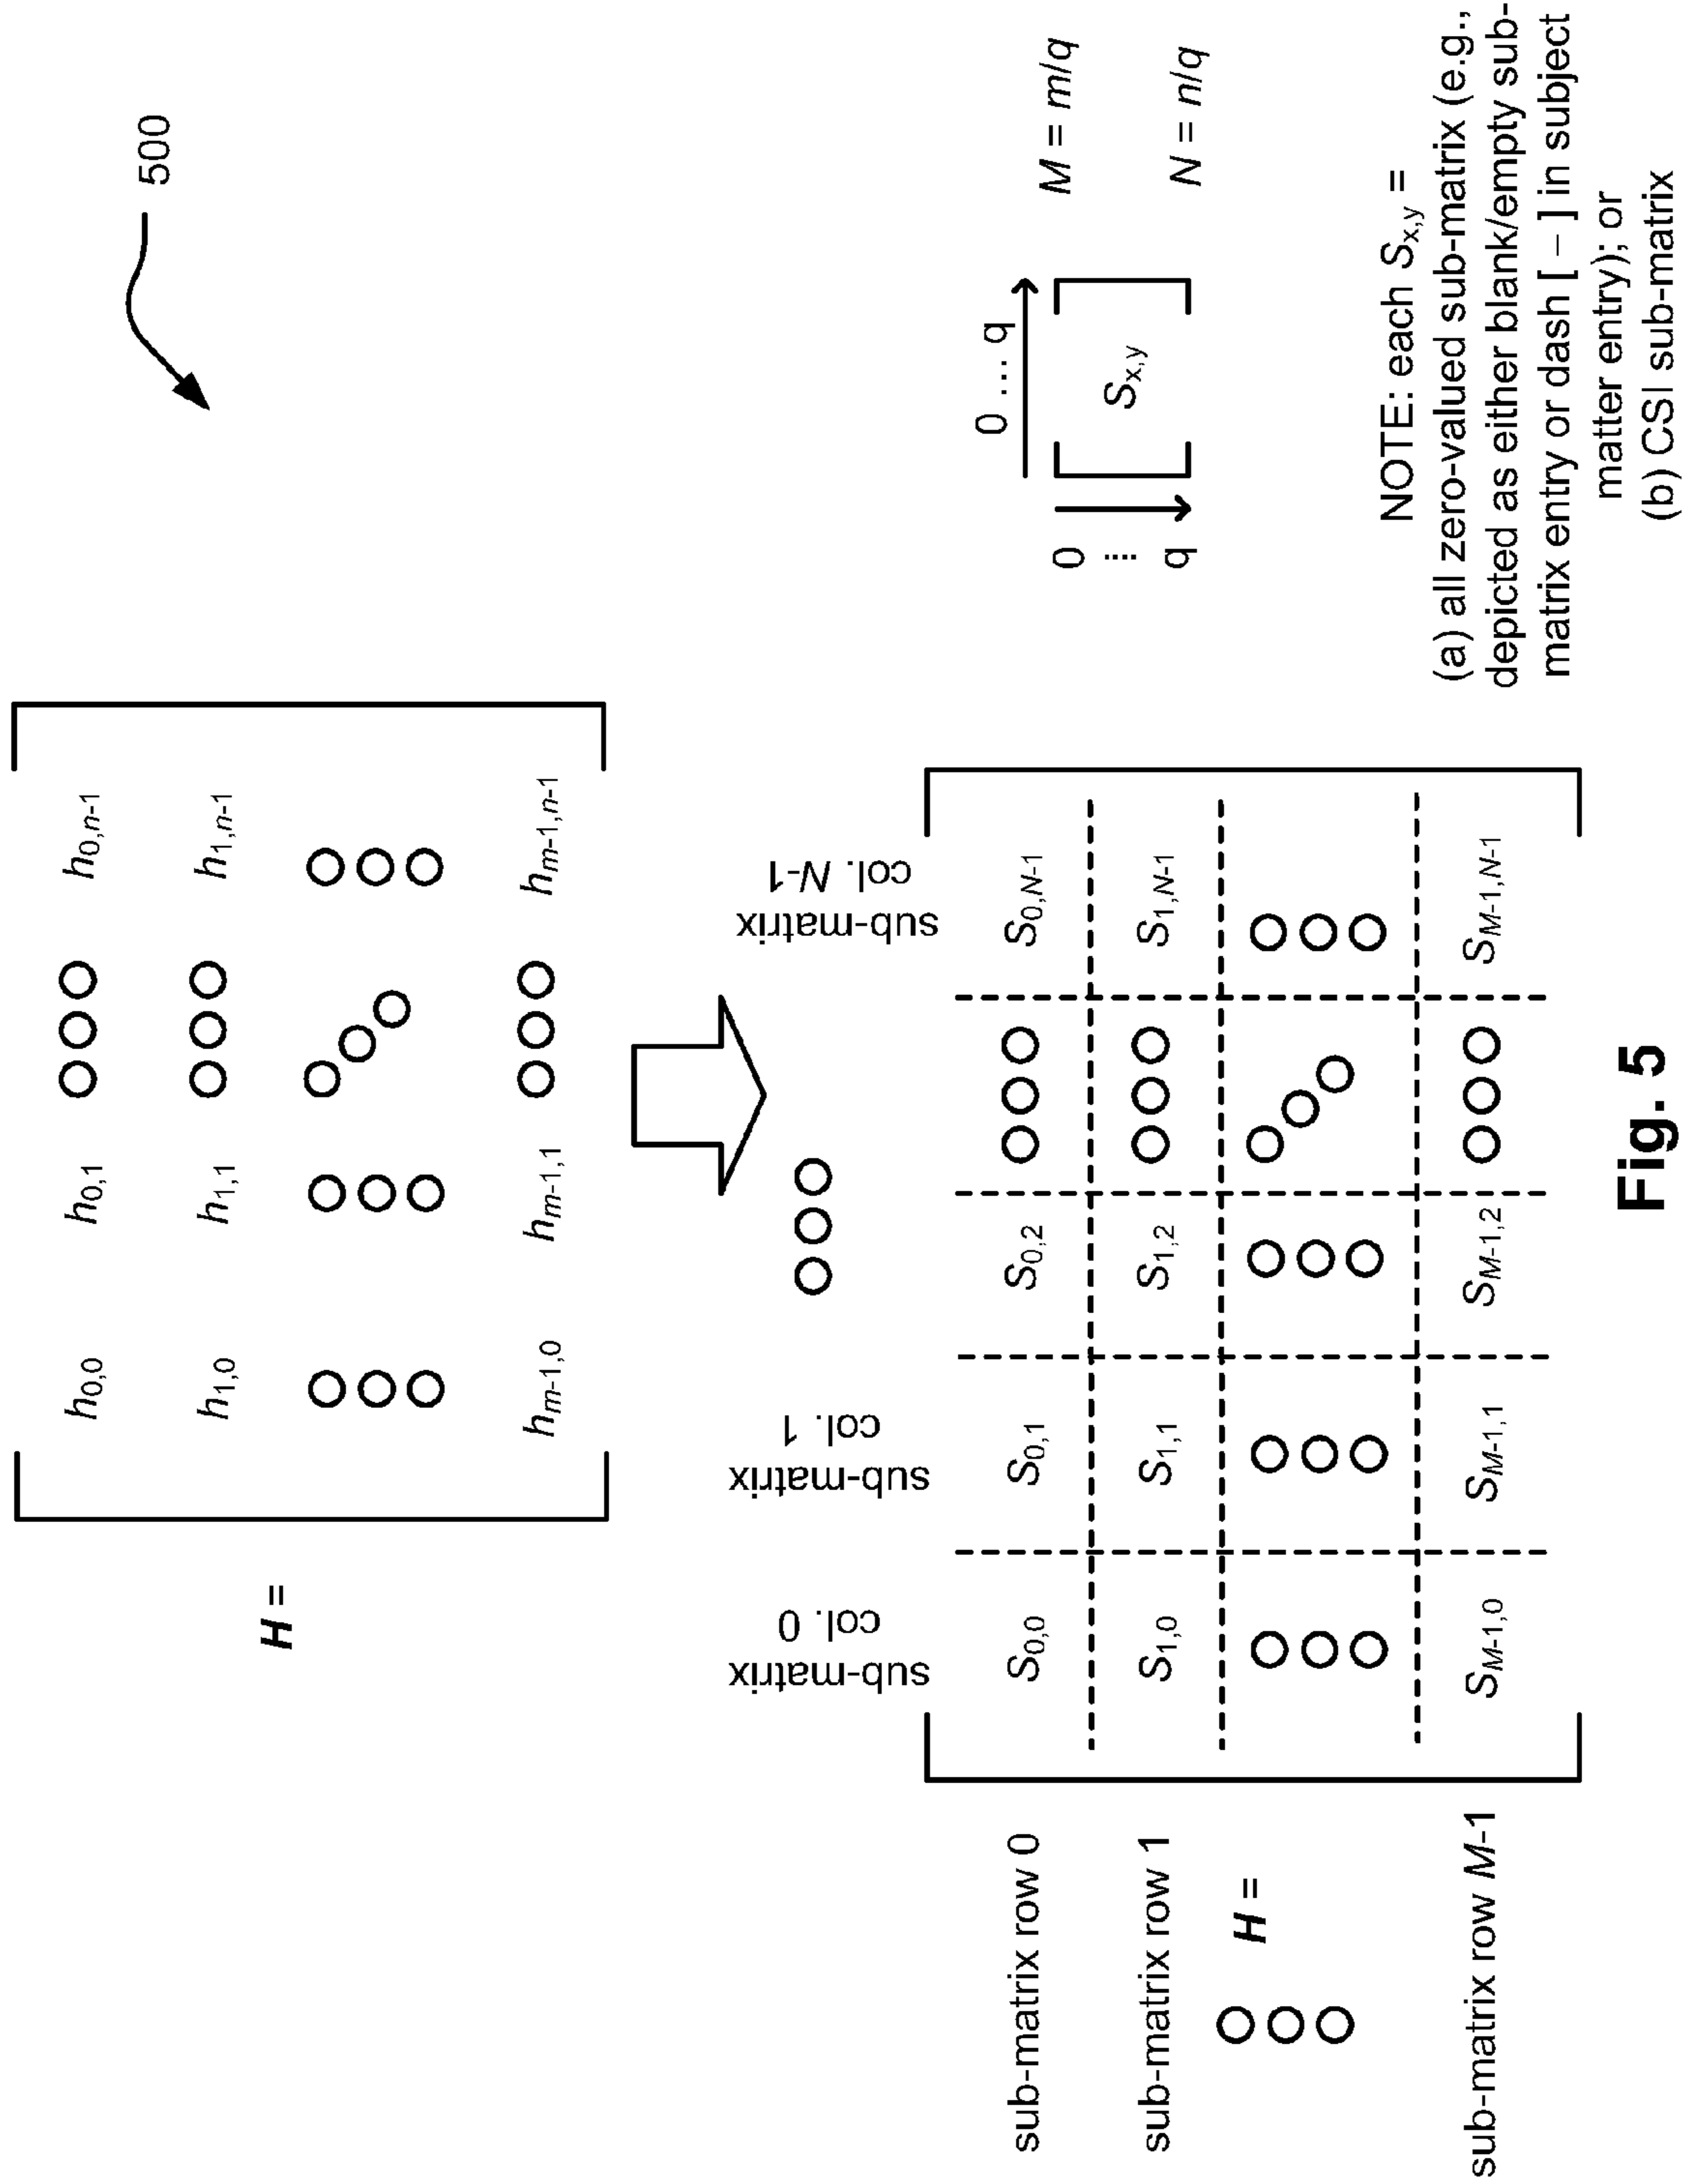 500
h0,0 h0,1 h0,n-1
h1,0 h1,1 h1,n-1
H =
hm-1,0 hm-1,1 hm-1,n-1
sub-matrix col. 0
sub-matrix col. 1
sub-matrix col. N-1
sub-matrix row 0
S0,0 S0,1 S0,2 S0,N-1
sub-matrix row 1
S1,0 S1,1 S1,2 S1,N-1
H =
sub-matrix row M-1
SM-1,0 SM-1,1 SM-1,2 SM-1,N-1
0 .... q
0
...
q
Sx,y
M = m/q
N = n/q
NOTE: each Sx,y =
(a) all zero-valued sub-matrix (e.g.,
depicted as either blank/empty sub-
matrix entry or dash [ – ] in subject
matter entry); or
(b) CSI sub-matrix
Fig. 5